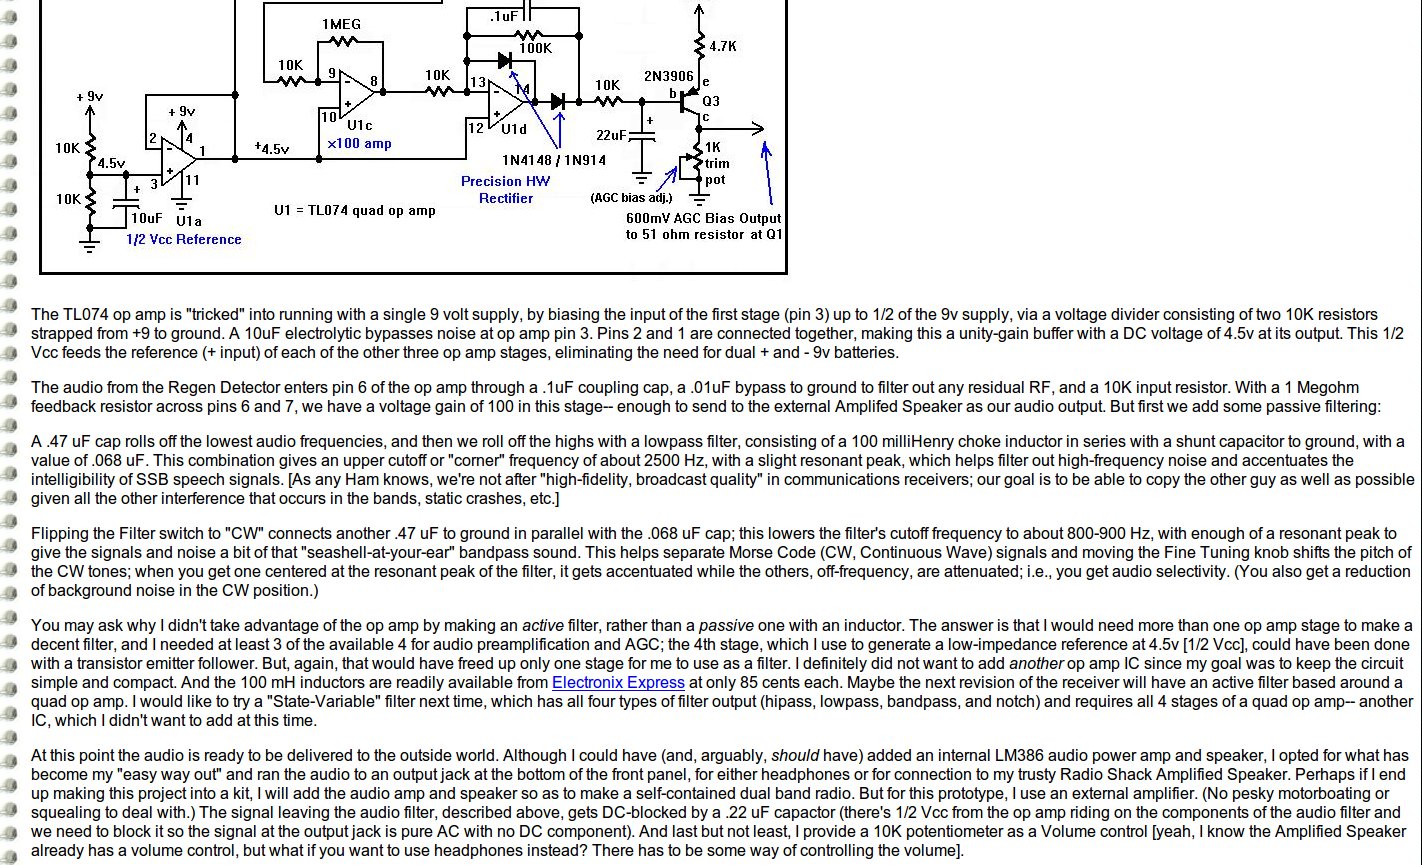 .1uF
1MEG
100K
4.7K
10K
9
8
10K
13
14
10K
2N3906
e
b
Q3
c
+ 9v
+ 9v
-
+
10
U1c
x100 amp
-
+
12
U1d
+
22uF
10K
2
4
1
+4.5v
4.5v
-
+
3
11
1N4148 / 1N914
1K
trim
pot
Precision HW
Rectifier
(AGC bias adj.)
10K
+
10uF
U1a
U1 = TL074 quad op amp
600mV AGC Bias Output
to 51 ohm resistor at Q1
1/2 Vcc Reference
The TL074 op amp is "tricked" into running with a single 9 volt supply, by biasing the input of the first stage (pin 3) up to 1/2 of the 9v supply, via a voltage divider consisting of two 10K resistors
strapped from +9 to ground. A 10uF electrolytic bypasses noise at op amp pin 3. Pins 2 and 1 are connected together, making this a unity-gain buffer with a DC voltage of 4.5v at its output. This 1/2
Vcc feeds the reference (+ input) of each of the other three op amp stages, eliminating the need for dual + and - 9v batteries.
The audio from the Regen Detector enters pin 6 of the op amp through a .1uF coupling cap, a .01uF bypass to ground to filter out any residual RF, and a 10K input resistor. With a 1 Megohm
feedback resistor across pins 6 and 7, we have a voltage gain of 100 in this stage-- enough to send to the external Amplifed Speaker as our audio output. But first we add some passive filtering:
A .47 uF cap rolls off the lowest audio frequencies, and then we roll off the highs with a lowpass filter, consisting of a 100 milliHenry choke inductor in series with a shunt capacitor to ground, with a
value of .068 uF. This combination gives an upper cutoff or "corner" frequency of about 2500 Hz, with a slight resonant peak, which helps filter out high-frequency noise and accentuates the
intelligibility of SSB speech signals. [As any Ham knows, we're not after "high-fidelity, broadcast quality" in communications receivers; our goal is to be able to copy the other guy as well as possible
given all the other interference that occurs in the bands, static crashes, etc.]
Flipping the Filter switch to "CW" connects another .47 uF to ground in parallel with the .068 uF cap; this lowers the filter's cutoff frequency to about 800-900 Hz, with enough of a resonant peak to
give the signals and noise a bit of that "seashell-at-your-ear" bandpass sound. This helps separate Morse Code (CW, Continuous Wave) signals and moving the Fine Tuning knob shifts the pitch of
the CW tones; when you get one centered at the resonant peak of the filter, it gets accentuated while the others, off-frequency, are attenuated; i.e., you get audio selectivity. (You also get a reduction
of background noise in the CW position.)
You may ask why I didn't take advantage of the op amp by making an active filter, rather than a passive one with an inductor. The answer is that I would need more than one op amp stage to make a
decent filter, and I needed at least 3 of the available 4 for audio preamplification and AGC; the 4th stage, which I use to generate a low-impedance reference at 4.5v [1/2 Vcc], could have been done
with a transistor emitter follower. But, again, that would have freed up only one stage for me to use as a filter. I definitely did not want to add another op amp IC since my goal was to keep the circuit
simple and compact. And the 100 mH inductors are readily available from Electronix Express at only 85 cents each. Maybe the next revision of the receiver will have an active filter based around a
quad op amp. I would like to try a "State-Variable" filter next time, which has all four types of filter output (hipass, lowpass, bandpass, and notch) and requires all 4 stages of a quad op amp-- another
IC, which I didn't want to add at this time.
At this point the audio is ready to be delivered to the outside world. Although I could have (and, arguably, should have) added an internal LM386 audio power amp and speaker, I opted for what has
become my "easy way out" and ran the audio to an output jack at the bottom of the front panel, for either headphones or for connection to my trusty Radio Shack Amplified Speaker. Perhaps if I end
up making this project into a kit, I will add the audio amp and speaker so as to make a self-contained dual band radio. But for this prototype, I use an external amplifier. (No pesky motorboating or
squealing to deal with.) The signal leaving the audio filter, described above, gets DC-blocked by a .22 uF capactor (there's 1/2 Vcc from the op amp riding on the components of the audio filter and
we need to block it so the signal at the output jack is pure AC with no DC component). And last but not least, I provide a 10K potentiometer as a Volume control [yeah, I know the Amplified Speaker
already has a volume control, but what if you want to use headphones instead? There has to be some way of controlling the volume].